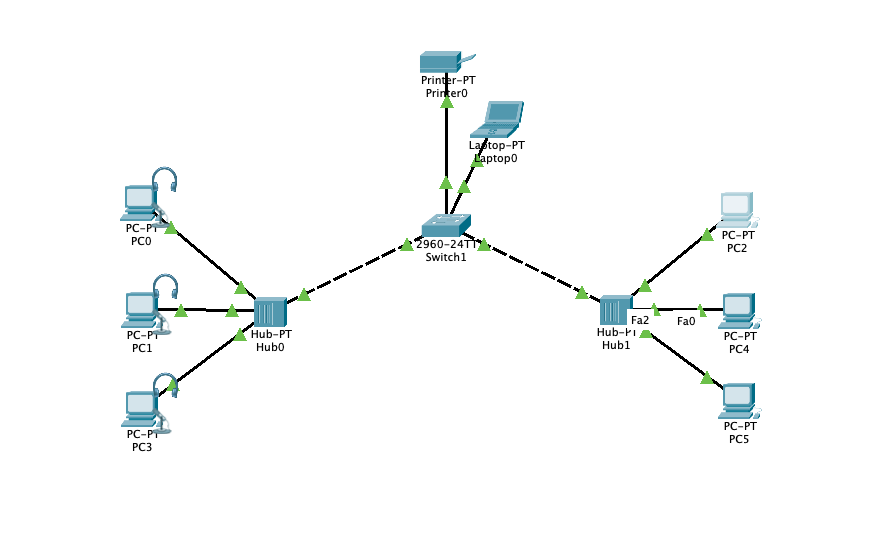 Printer-PT
Printer0
Laptop-PT
Laptop0
PC-PT
PC0
2960-24TT
Switch1
PC-PT
PC2
PC-PT
PC1
Hub-PT
Hub0
Hub-PT
Hub1
Fa2
Fa0
PC-PT
PC4
PC-PT
PC3
PC-PT
PC5